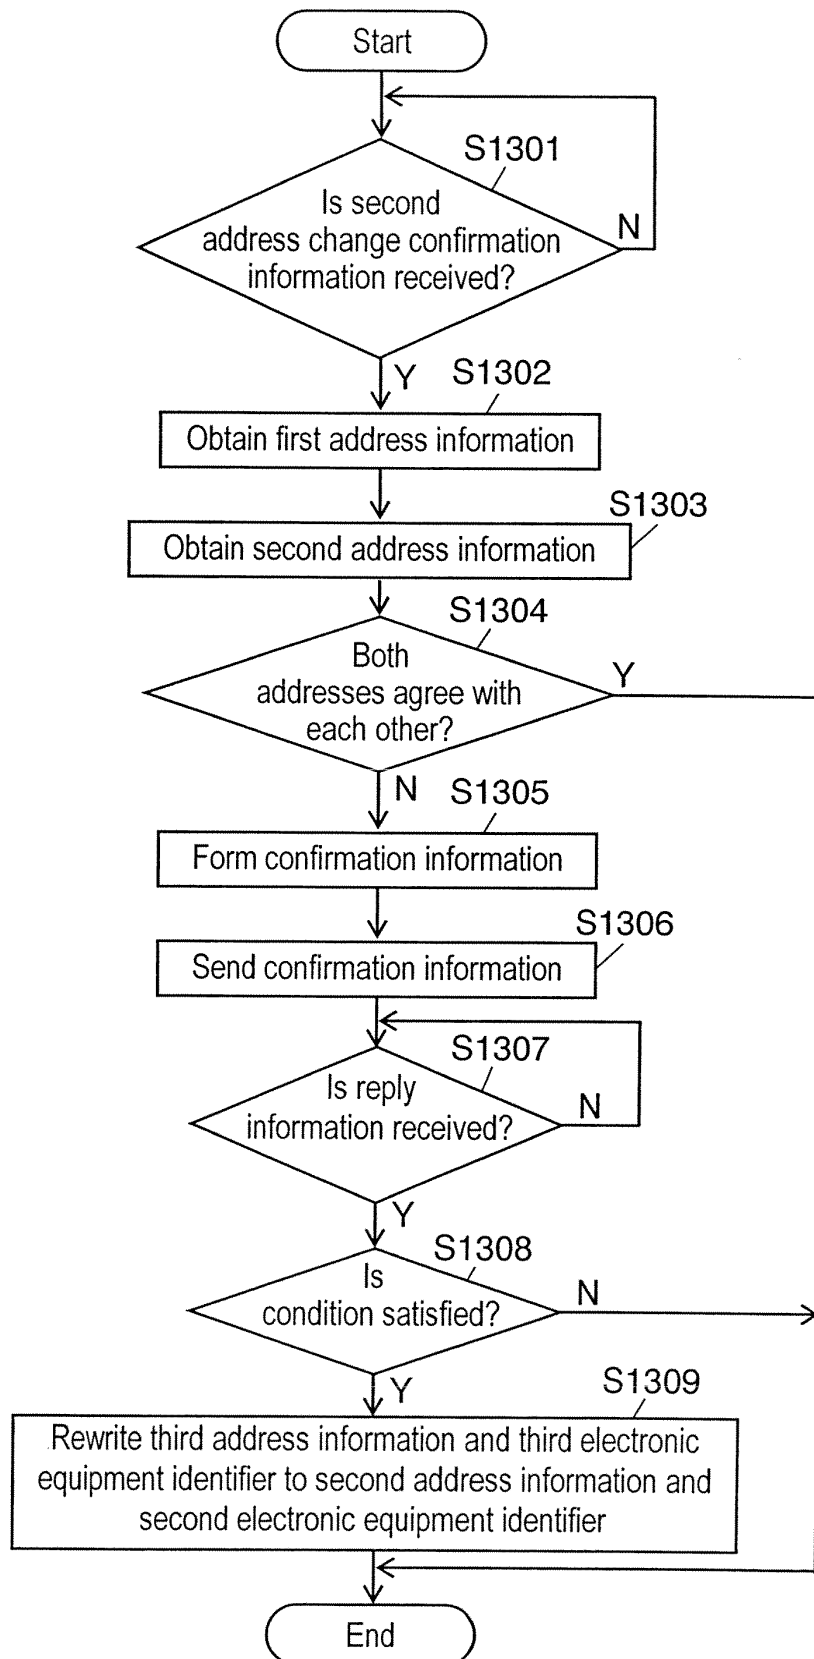 Start
S1301
Is second
address change confirmation
information received?
N
Y
S1302
Obtain first address information
S1303
Obtain second address information
S1304
Both
addresses agree with
each other?
Y
N
S1305
Form confirmation information
S1306
Send confirmation information
S1307
Is reply
information received?
N
Y
S1308
Is
condition satisfied?
N
Y
S1309
Rewrite third address information and third electronic
equipment identifier to second address information and
second electronic equipment identifier
End